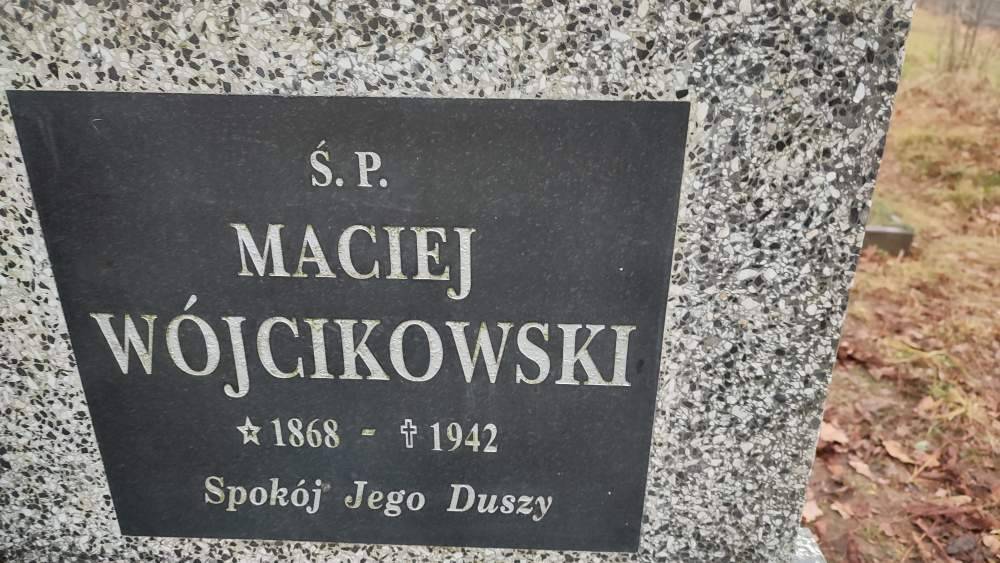 Ś. P.
MACIEJ
WÓJCIKOWSKI
☆ 1868 - ✝ 1942
Spokój Jego Duszy